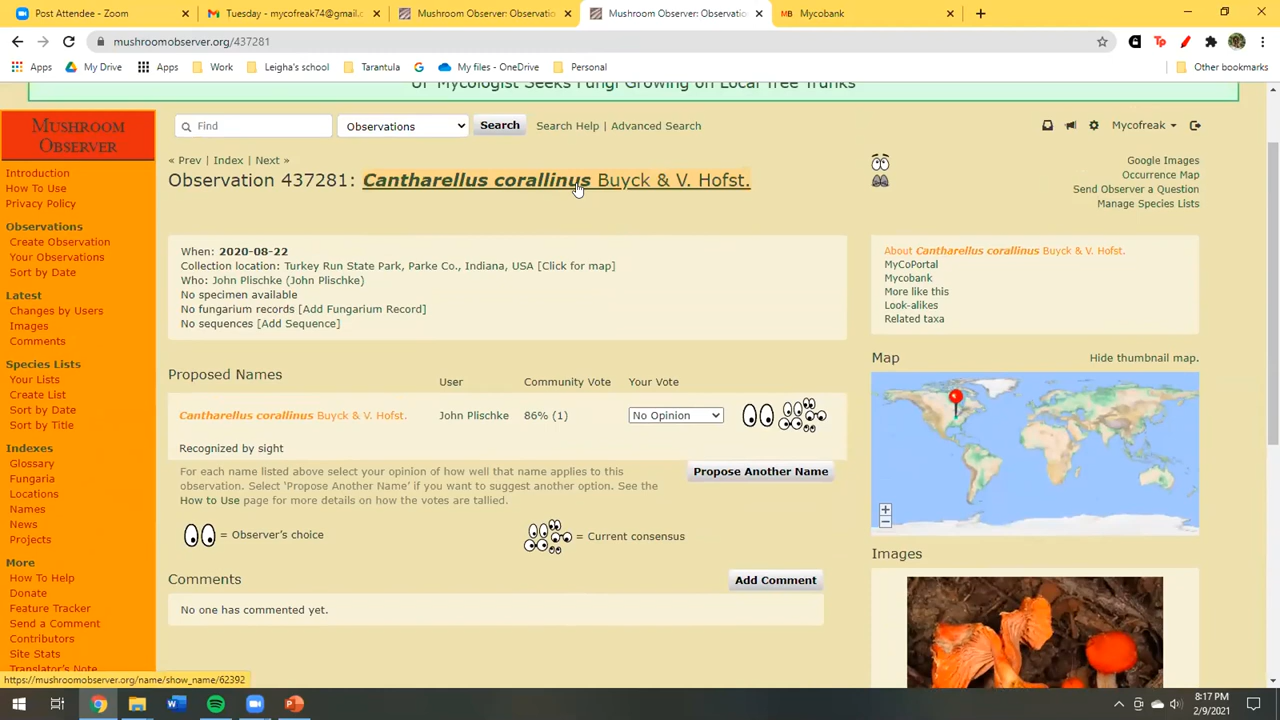 Post Attendee - Zoom
Tuesday - mycofreak74@gmail.c
Mushroom Observer: Observatio
Mushroom Observer: Observatio
MB Mycobank
mushroomobserver.org/437281
Apps
My Drive
Apps
Work
Leigha's school
Tarantula
My files - OneDrive
Personal
Other bookmarks
of Mycologist Seeks Fungi Growing on Local Tree Trunks
MUSHROOM
OBSERVER
Find
Observations
Search
Search Help | Advanced Search
Mycofreak
« Prev | Index | Next »
Observation 437281: Cantharellus corallinus Buyck & V. Hofst.
Google Images
Occurrence Map
Send Observer a Question
Manage Species Lists
Introduction
How To Use
Privacy Policy
Observations
Create Observation
Your Observations
Sort by Date
Latest
Changes by Users
Images
Comments
Species Lists
Your Lists
Create List
Sort by Date
Sort by Title
Indexes
Glossary
Fungaria
Locations
Names
News
Projects
More
How To Help
Donate
Feature Tracker
Send a Comment
Contributors
Site Stats
Translator's Note
When: 2020-08-22
Collection location: Turkey Run State Park, Parke Co., Indiana, USA [Click for map]
Who: John Plischke (John Plischke)
No specimen available
No fungarium records [Add Fungarium Record]
No sequences [Add Sequence]
About Cantharellus corallinus Buyck & V. Hofst.
MyCoPortal
Mycobank
More like this
Look-alikes
Related taxa
Proposed Names
User
Community Vote
Your Vote
Cantharellus corallinus Buyck & V. Hofst.
John Plischke
86% (1)
No Opinion
Recognized by sight
For each name listed above select your opinion of how well that name applies to this
observation. Select 'Propose Another Name' if you want to suggest another option. See the
How to Use page for more details on how the votes are tallied.
Propose Another Name
= Observer's choice
= Current consensus
Comments
Add Comment
No one has commented yet.
Map
Hide thumbnail map.
+
−
Images
https://mushroomobserver.org/name/show_name/62392
8:17 PM
2/9/2021